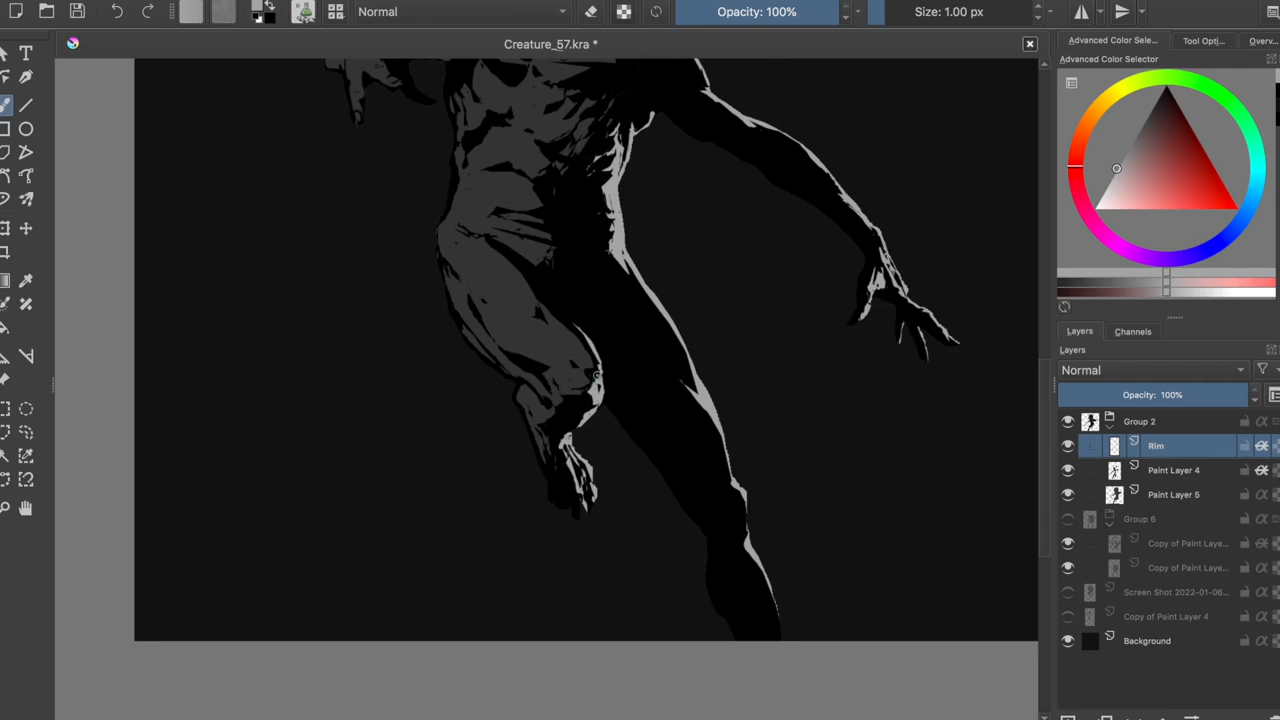 Normal
Opacity: 100%
Size: 1.00 px
Creature_57.kra *
Advanced Color Sele...
Tool Opti...
Overv...
Advanced Color Selector
Layers
Channels
Layers
Normal
Opacity: 100%
Group 2
Rim
Paint Layer 4
Paint Layer 5
Group 6
Copy of Paint Laye...
Copy of Paint Laye...
Screen Shot 2022-01-06...
Copy of Paint Layer 4
Background